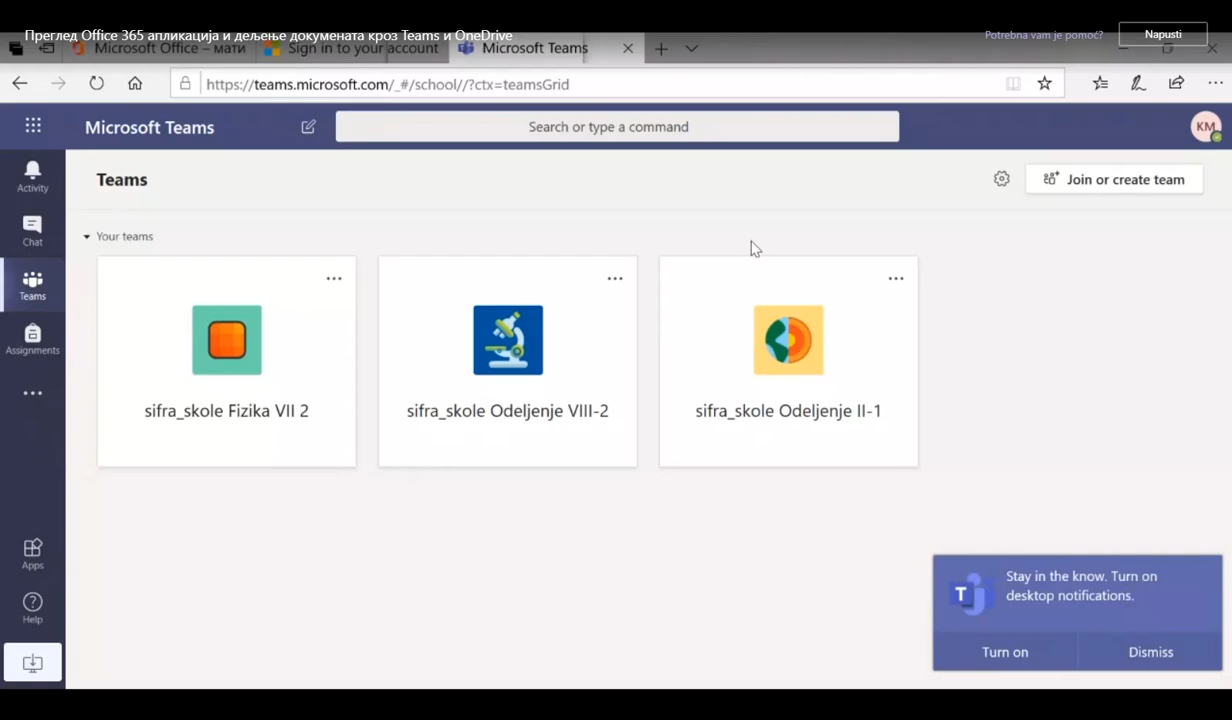 Преглед Office 365 апликација и дељење докумената кроз Teams и OneDrive
Potrebna vam je pomoć?
Napusti
Microsoft Office – мати
Sign in to your account
Microsoft Teams
https://teams.microsoft.com/_#/school//?ctx=teamsGrid
Microsoft Teams
Search or type a command
KM
Activity
Chat
Teams
Assignments
Apps
Help
Teams
Join or create team
Your teams
sifra_skole Fizika VII 2
sifra_skole Odeljenje VIII-2
sifra_skole Odeljenje II-1
T
Stay in the know. Turn on
desktop notifications.
Turn on
Dismiss